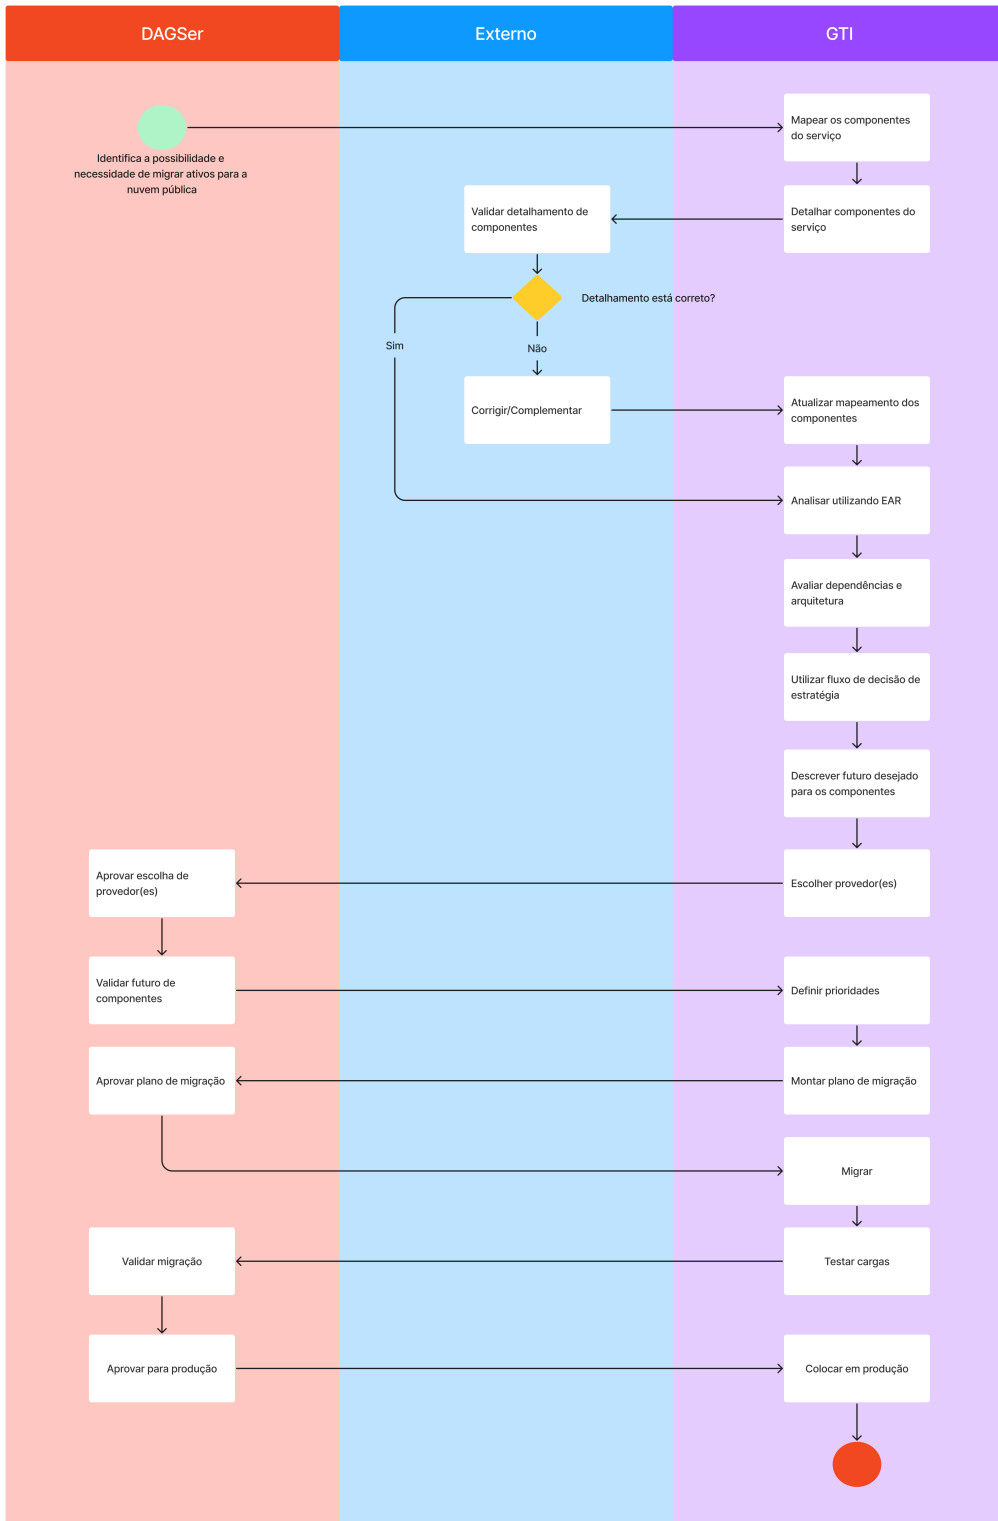 DAGSer
Externo
GTI
Mapear os componentes
do serviço
Identifica a possibilidade e
necessidade de migrar ativos para a
nuvem pública
Validar detalhamento de
componentes
Detalhar componentes do
serviço
Detalhamento está correto?
Sim
Não
Corrigir/Complementar
Atualizar mapeamento dos
componentes
Analisar utilizando EAR
Avaliar dependências e
arquitetura
Utilizar fluxo de decisão de
estratégia
Descrever futuro desejado
para os componentes
Aprovar escolha de
provedor(es)
Escolher provedor(es)
Validar futuro de
componentes
Definir prioridades
Aprovar plano de migração
Montar plano de migração
Migrar
Validar migração
Testar cargas
Aprovar para produção
Colocar em produção